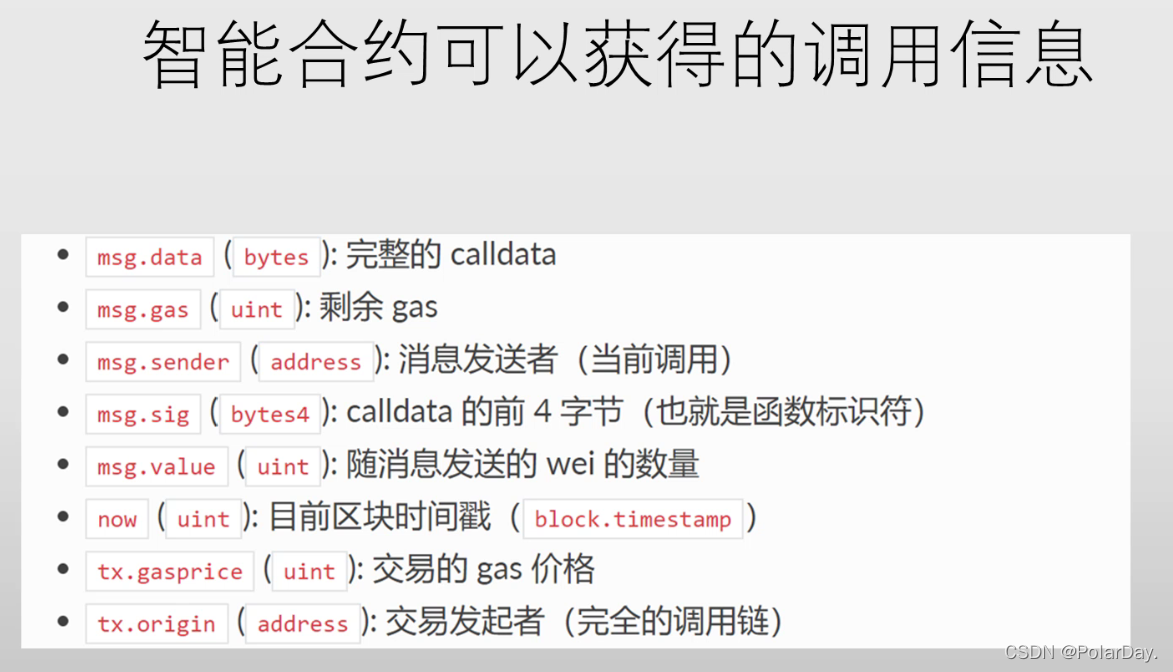 智能合约可以获得的调用信息
• msg.data (bytes): 完整的 calldata
• msg.gas (uint): 剩余 gas
• msg.sender (address): 消息发送者（当前调用）
• msg.sig (bytes4): calldata 的前 4 字节（也就是函数标识符）
• msg.value (uint): 随消息发送的 wei 的数量
• now (uint): 目前区块时间戳（block.timestamp）
• tx.gasprice (uint): 交易的 gas 价格
• tx.origin (address): 交易发起者（完全的调用链）
CSDN @PolarDay.